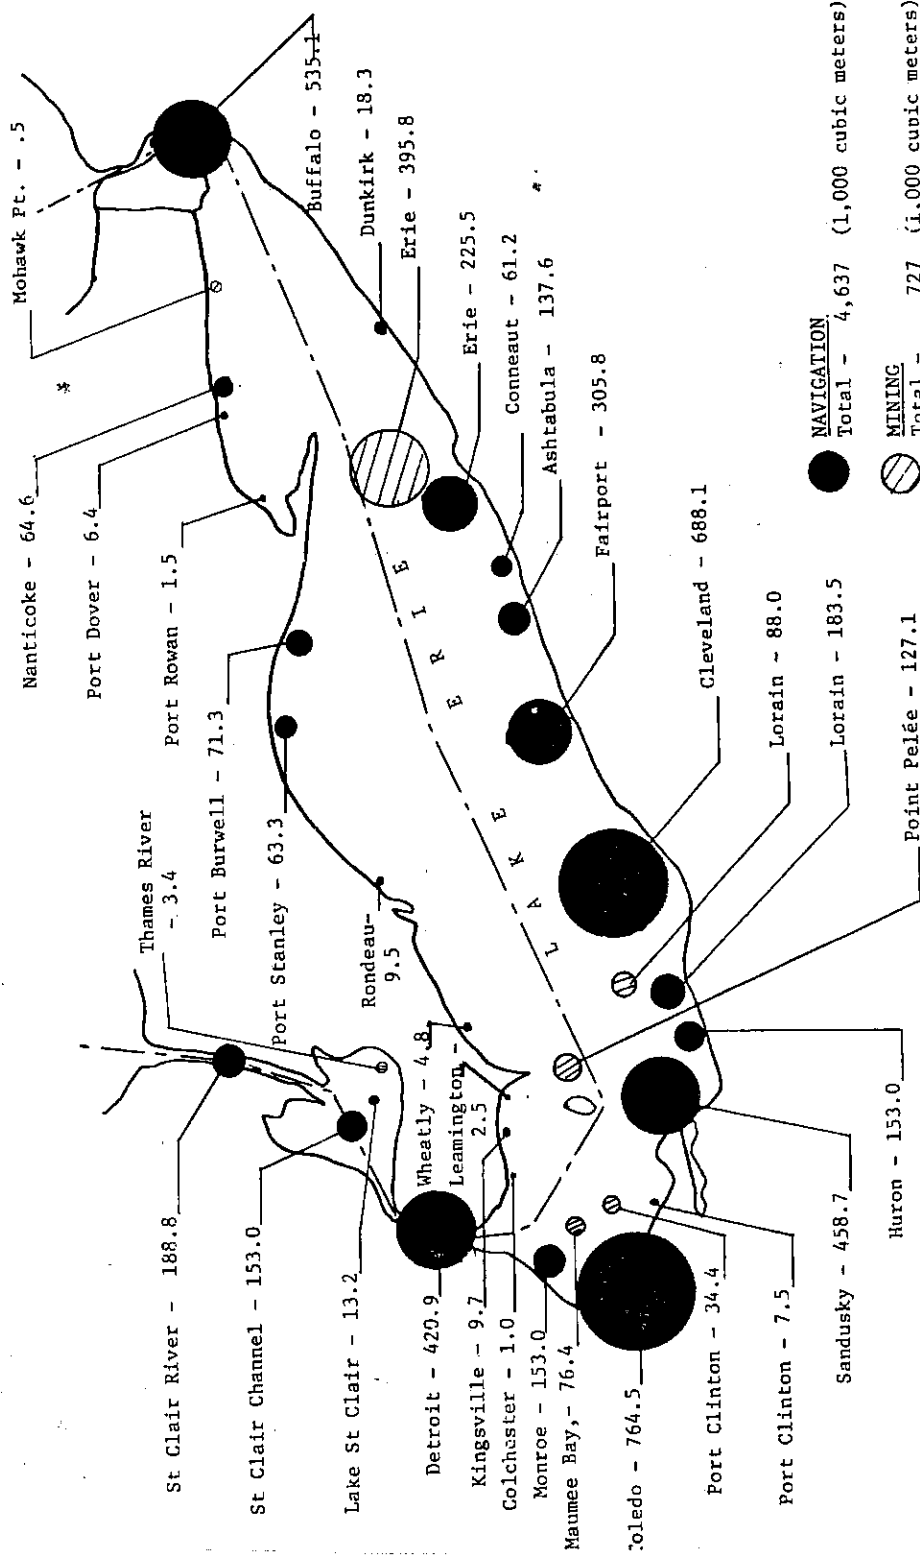 Mohawk Pt. - .5
Nanticoke - 64.6
Port Dover - 6.4
Port Rowan - 1.5
Thames River
- 3.4
Port Burwell - 71.3
Port Stanley - 63.3
Rondeau-
9.5
St Clair River - 188.8
St Clair Channel - 153.0
Lake St Clair - 13.2
Wheatly - 4.8
Leamington -
2.5
Detroit - 420.9
Kingsville - 9.7
Colchester - 1.0
Monroe - 153.0
Maumee Bay,- 76.4
Toledo - 764.5
Port Clinton - 34.4
Port Clinton - 7.5
Sandusky - 458.7
Huron - 153.0
Point Pelée - 127.1
Lorain - 183.5
Lorain - 88.0
Cleveland - 688.1
Fairport - 305.8
Ashtabula - 137.6
Conneaut - 61.2
Erie - 225.5
Erie - 395.8
Dunkirk - 18.3
Buffalo - 535.1
LAKE ERIE
NAVIGATION
Total - 4,637 (1,000 cubic meters)
MINING
Total - 727 (1,000 cubic meters)